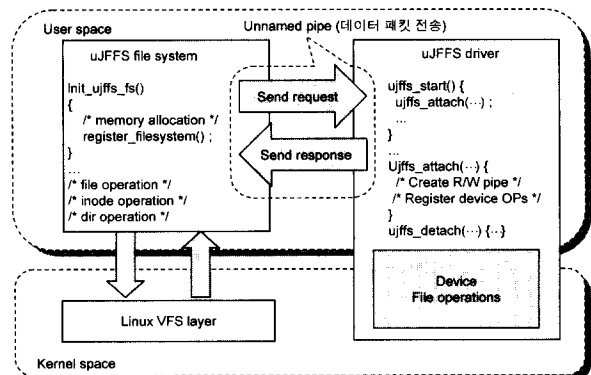 Unnamed pipe (데이터 패킷 전송)
User space
uJFFS file system
Init_ujffs_fs()
{
/* memory allocation */
register_filesystem() ;
}
...
/* file operation */
/* inode operation */
/* dir operation */
Send request
Send response
uJFFS driver
ujffs_start() {
ujffs_attach(…) ;
...
}
...
Ujffs_attach(…) {
/* Create R/W pipe */
/* Register device OPs */
}
ujffs_detach(…) {..}
Device
File operations
Linux VFS layer
Kernel space